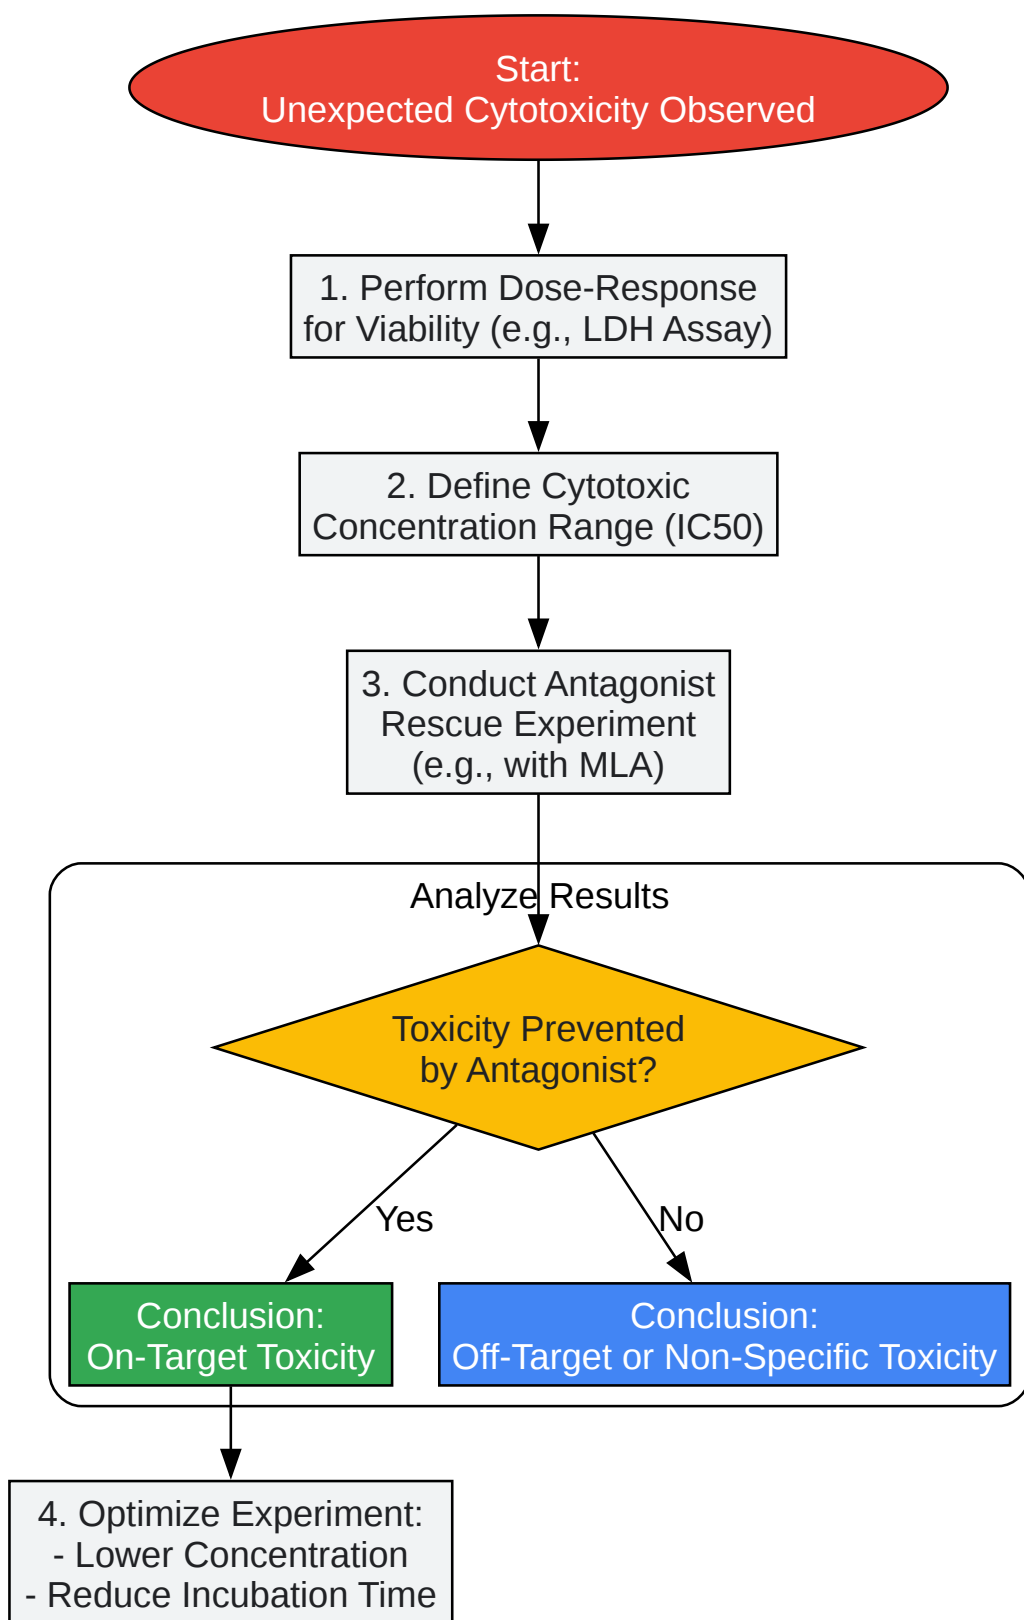 Start:
Unexpected Cytotoxicity Observed
1. Perform Dose-Response
for Viability (e.g., LDH Assay)
2. Define Cytotoxic
Concentration Range (IC50)
3. Conduct Antagonist
Rescue Experiment
(e.g., with MLA)
Analyze Results
Toxicity Prevented
by Antagonist?
Yes
No
Conclusion:
On-Target Toxicity
Conclusion:
Off-Target or Non-Specific Toxicity
4. Optimize Experiment:
- Lower Concentration
- Reduce Incubation Time